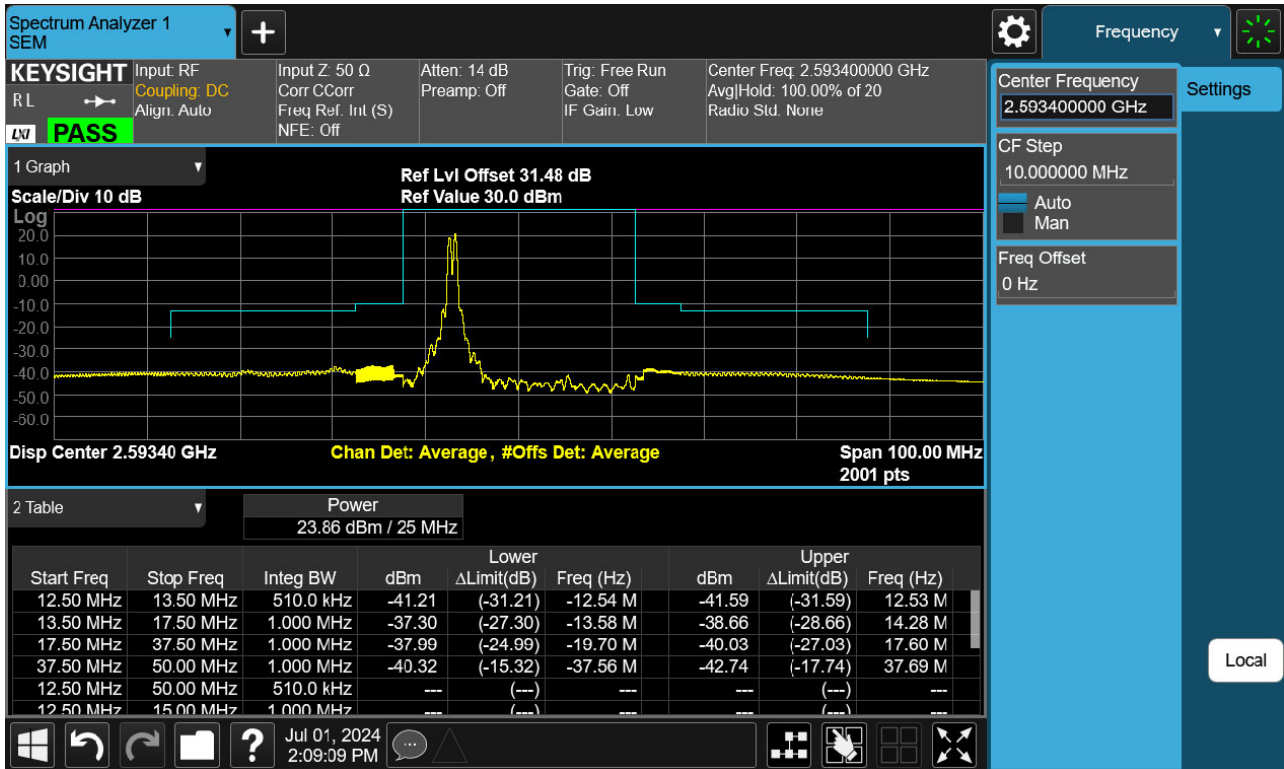 Spectrum Analyzer 1
SEM
Frequency
KEYSIGHT
R L
LXI
PASS
Input: RF
Coupling: DC
Align: Auto
Input Z: 50 Ω
Corr CCorr
Freq Ref: Int (S)
NFE: Off
Atten: 14 dB
Preamp: Off
Trig: Free Run
Gate: Off
IF Gain: Low
Center Freq: 2.593400000 GHz
Avg|Hold: 100.00% of 20
Radio Std: None
Center Frequency
2.593400000 GHz
Settings
CF Step
10.000000 MHz
Auto
Man
Freq Offset
0 Hz
Local
1 Graph
Scale/Div 10 dB
Ref Lvl Offset 31.48 dB
Ref Value 30.0 dBm
Log
20.0
10.0
0.00
-10.0
-20.0
-30.0
-40.0
-50.0
-60.0
Disp Center 2.59340 GHz
Chan Det: Average , #Offs Det: Average
Span 100.00 MHz
2001 pts
2 Table
Power
23.86 dBm / 25 MHz
Lower Upper
Start Freq Stop Freq Integ BW dBm ΔLimit(dB) Freq (Hz) dBm ΔLimit(dB) Freq (Hz)
12.50 MHz 13.50 MHz 510.0 kHz -41.21 (-31.21) -12.54 M -41.59 (-31.59) 12.53 M
13.50 MHz 17.50 MHz 1.000 MHz -37.30 (-27.30) -13.58 M -38.66 (-28.66) 14.28 M
17.50 MHz 37.50 MHz 1.000 MHz -37.99 (-24.99) -19.70 M -40.03 (-27.03) 17.60 M
37.50 MHz 50.00 MHz 1.000 MHz -40.32 (-15.32) -37.56 M -42.74 (-17.74) 37.69 M
12.50 MHz 50.00 MHz 510.0 kHz --- (---) --- --- (---) ---
12.50 MHz 15.00 MHz 1.000 MHz --- (---) --- --- (---) ---
?
Jul 01, 2024
2:09:09 PM